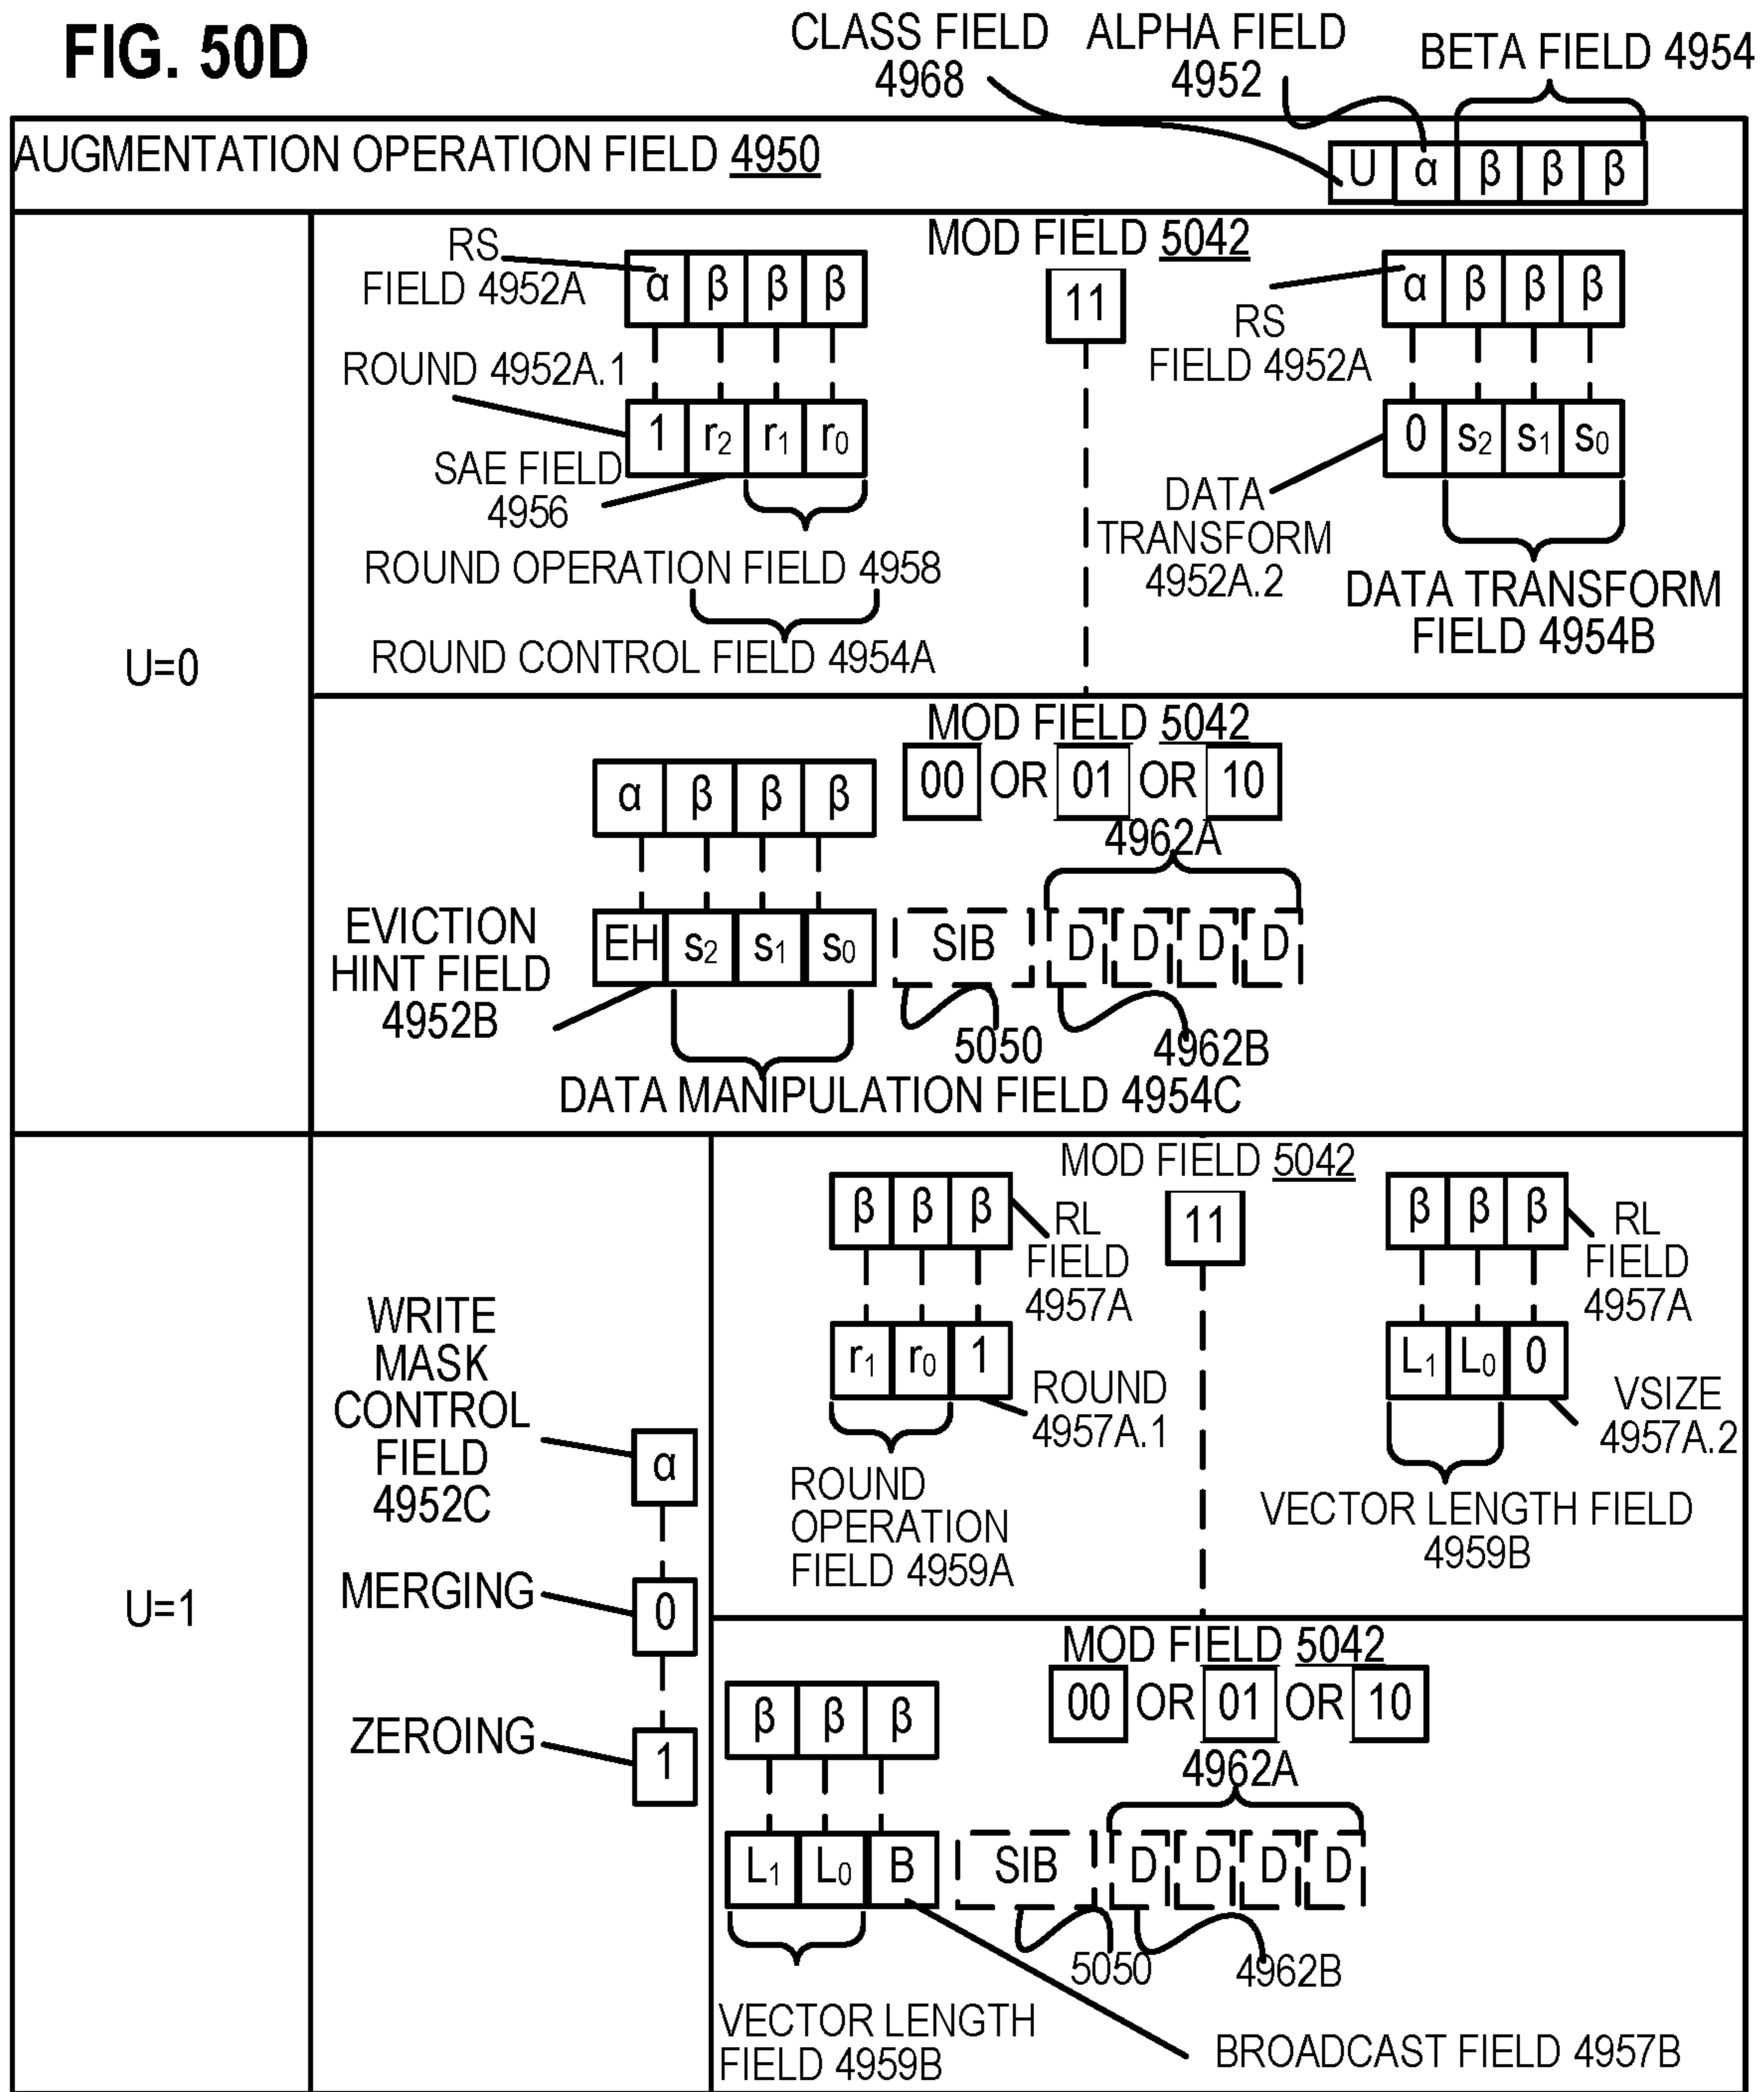 FIG. 50D
CLASS FIELD
4968
ALPHA FIELD
4952
BETA FIELD 4954
AUGMENTATION OPERATION FIELD 4950
U α β β β
U=0
MOD FIELD 5042
11
RS
FIELD 4952A
α β β β
ROUND 4952A.1
1 r2 r1 r0
SAE FIELD
4956
ROUND OPERATION FIELD 4958
ROUND CONTROL FIELD 4954A
α β β β
RS
FIELD 4952A
0 s2 s1 s0
DATA
TRANSFORM
4952A.2
DATA TRANSFORM
FIELD 4954B
MOD FIELD 5042
00 OR 01 OR 10
α β β β
4962A
EVICTION
HINT FIELD
4952B
EH s2 s1 s0 SIB D D D D
5050
4962B
DATA MANIPULATION FIELD 4954C
U=1
WRITE
MASK
CONTROL
FIELD
4952C
α
MERGING 0
ZEROING 1
MOD FIELD 5042
11
β β β
RL
FIELD
4957A
r1 r0 1
ROUND
4957A.1
ROUND
OPERATION
FIELD 4959A
β β β
RL
FIELD
4957A
L1 L0 0
VSIZE
4957A.2
VECTOR LENGTH FIELD
4959B
MOD FIELD 5042
00 OR 01 OR 10
β β β
4962A
L1 L0 B SIB D D D D
5050
4962B
VECTOR LENGTH
FIELD 4959B
BROADCAST FIELD 4957B